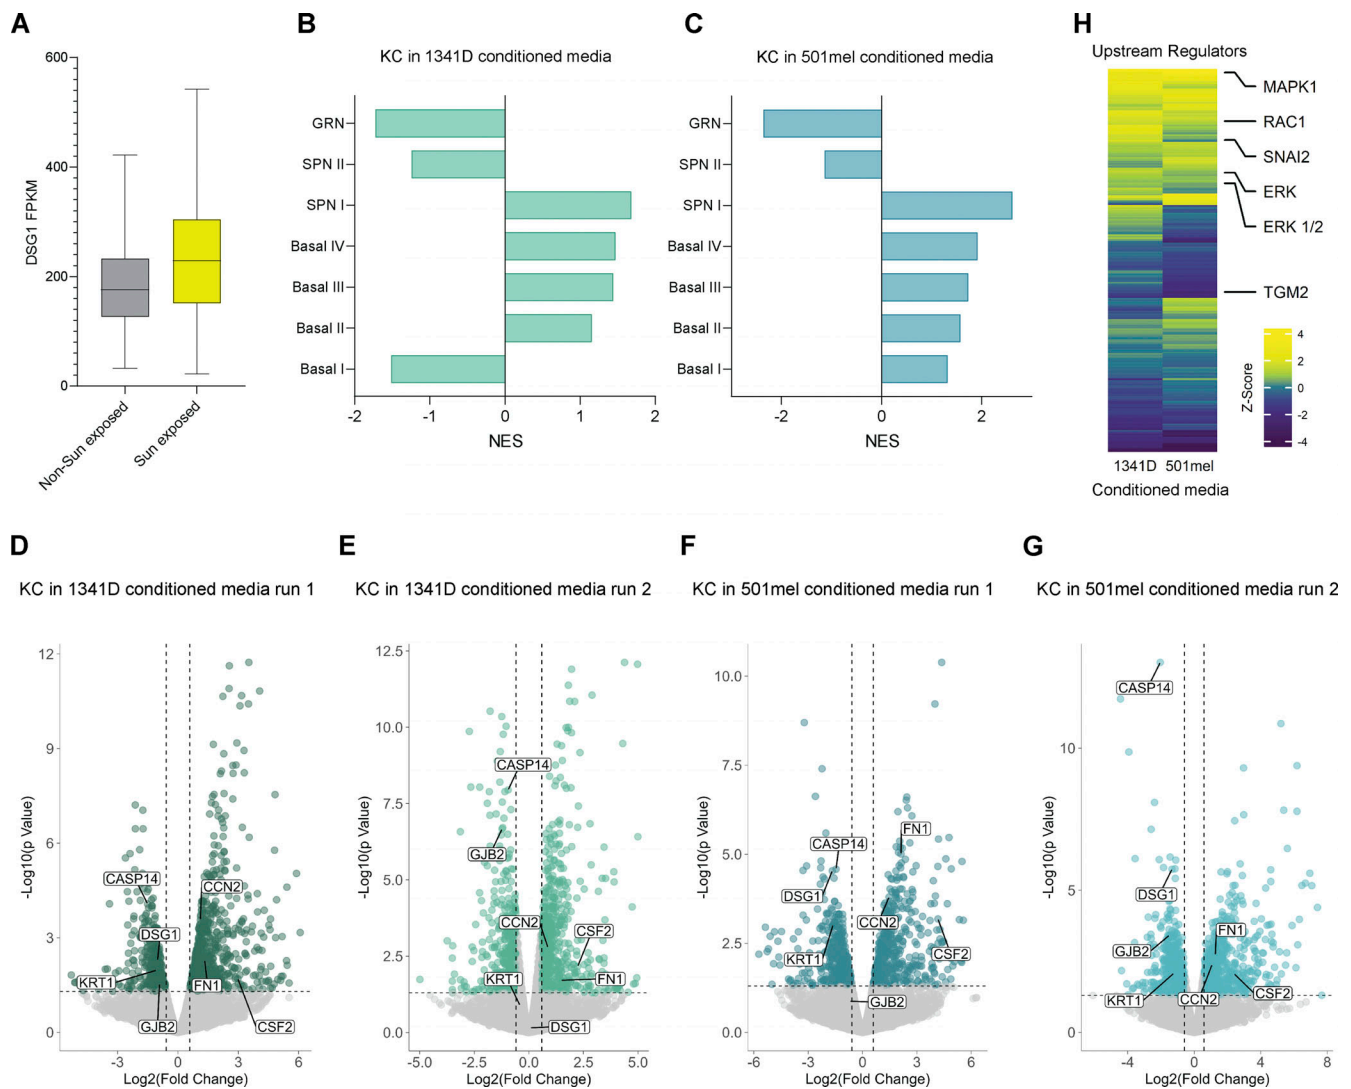 A
600
400
200
0
DSG1 FPKM
Non-Sun exposed
Sun exposed
B
KC in 1341D conditioned media
GRN
SPN II
SPN I
Basal IV
Basal III
Basal II
Basal I
-2
-1
0
1
2
NES
C
KC in 501mel conditioned media
GRN
SPN II
SPN I
Basal IV
Basal III
Basal II
Basal I
-2
0
2
NES
H
Upstream Regulators
MAPK1
RAC1
SNAI2
ERK
ERK 1/2
TGM2
Z-Score
4
2
0
-2
-4
1341D
501mel
Conditioned media
D
KC in 1341D conditioned media run 1
-Log10(p Value)
12
9
6
3
0
CASP14
CCN2
DSG1
KRT1
FN1
GJB2
CSF2
-3
0
3
6
Log2(Fold Change)
E
KC in 1341D conditioned media run 2
-Log10(p Value)
12.5
10.0
7.5
5.0
2.5
0.0
CASP14
GJB2
CCN2
CSF2
KRT1
FN1
DSG1
-5.0
-2.5
0.0
2.5
5.0
Log2(Fold Change)
F
KC in 501mel conditioned media run 1
-Log10(p Value)
10.0
7.5
5.0
2.5
0.0
FN1
CASP14
DSG1
CCN2
CSF2
KRT1
GJB2
-6
-3
0
3
6
Log2(Fold Change)
G
KC in 501mel conditioned media run 2
-Log10(p Value)
10
5
0
CASP14
DSG1
FN1
GJB2
KRT1
CCN2
CSF2
-4
0
4
8
Log2(Fold Change)